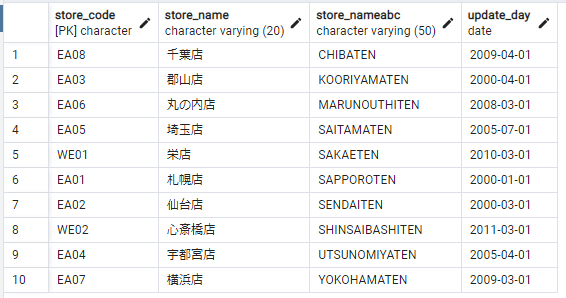 store_code store_name store_nameabc update_day
[PK] character character varying (20) character varying (50) date
1 EA08 千葉店 CHIBATEN 2009-04-01
2 EA03 郡山店 KOORIYAMATEN 2000-04-01
3 EA06 丸の内店 MARUNOUTHITEN 2008-03-01
4 EA05 埼玉店 SAITAMATEN 2005-07-01
5 WE01 栄店 SAKAETEN 2010-03-01
6 EA01 札幌店 SAPPOROTEN 2000-01-01
7 EA02 仙台店 SENDAITEN 2000-03-01
8 WE02 心斎橋店 SHINSAIBASHITEN 2011-03-01
9 EA04 宇都宮店 UTSUNOMIYATEN 2005-04-01
10 EA07 横浜店 YOKOHAMATEN 2009-03-01